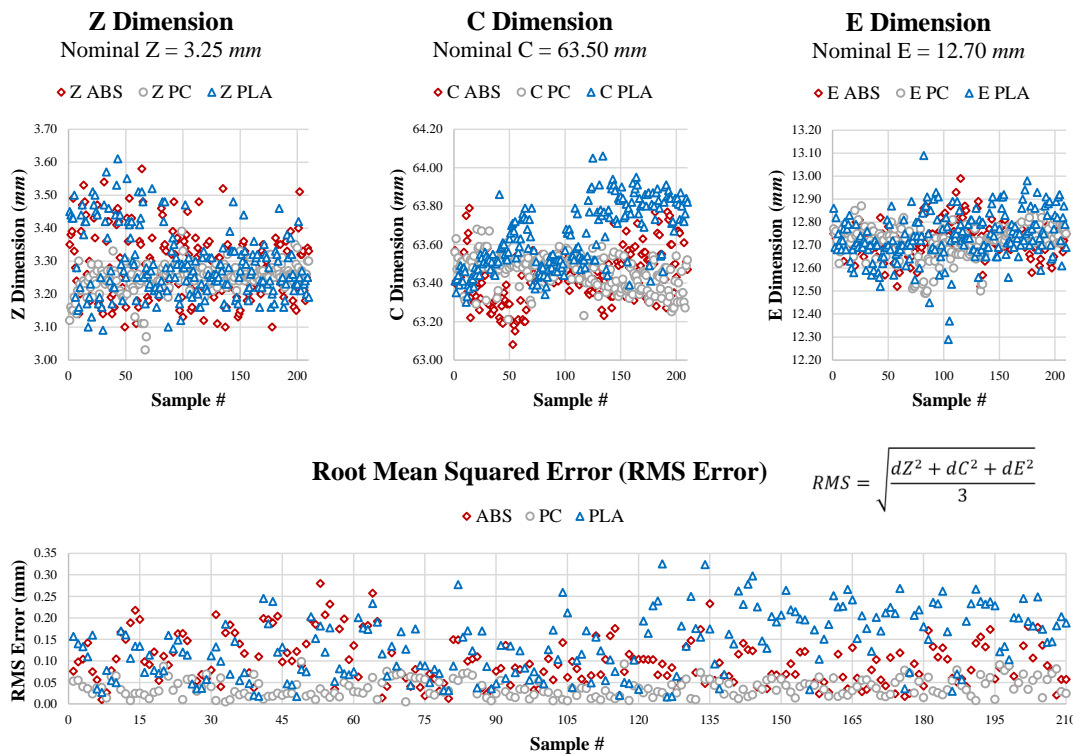 Z Dimension
Nominal Z = 3.25 mm
Z ABS Z PC Z PLA
3.70
3.60
3.50
3.40
3.30
3.20
3.10
3.00
Z Dimension (mm)
0 50 100 150 200
Sample #
C Dimension
Nominal C = 63.50 mm
C ABS C PC C PLA
64.20
64.00
63.80
63.60
63.40
63.20
63.00
C Dimension (mm)
0 50 100 150 200
Sample #
E Dimension
Nominal E = 12.70 mm
E ABS E PC E PLA
13.20
13.10
13.00
12.90
12.80
12.70
12.60
12.50
12.40
12.30
12.20
E Dimension (mm)
0 50 100 150 200
Sample #
Root Mean Squared Error (RMS Error)
RMS = √((dZ² + dC² + dE²)/3)
ABS PC PLA
0.35
0.30
0.25
0.20
0.15
0.10
0.05
0.00
RMS Error (mm)
0 15 30 45 60 75 90 105 120 135 150 165 180 195 210
Sample #